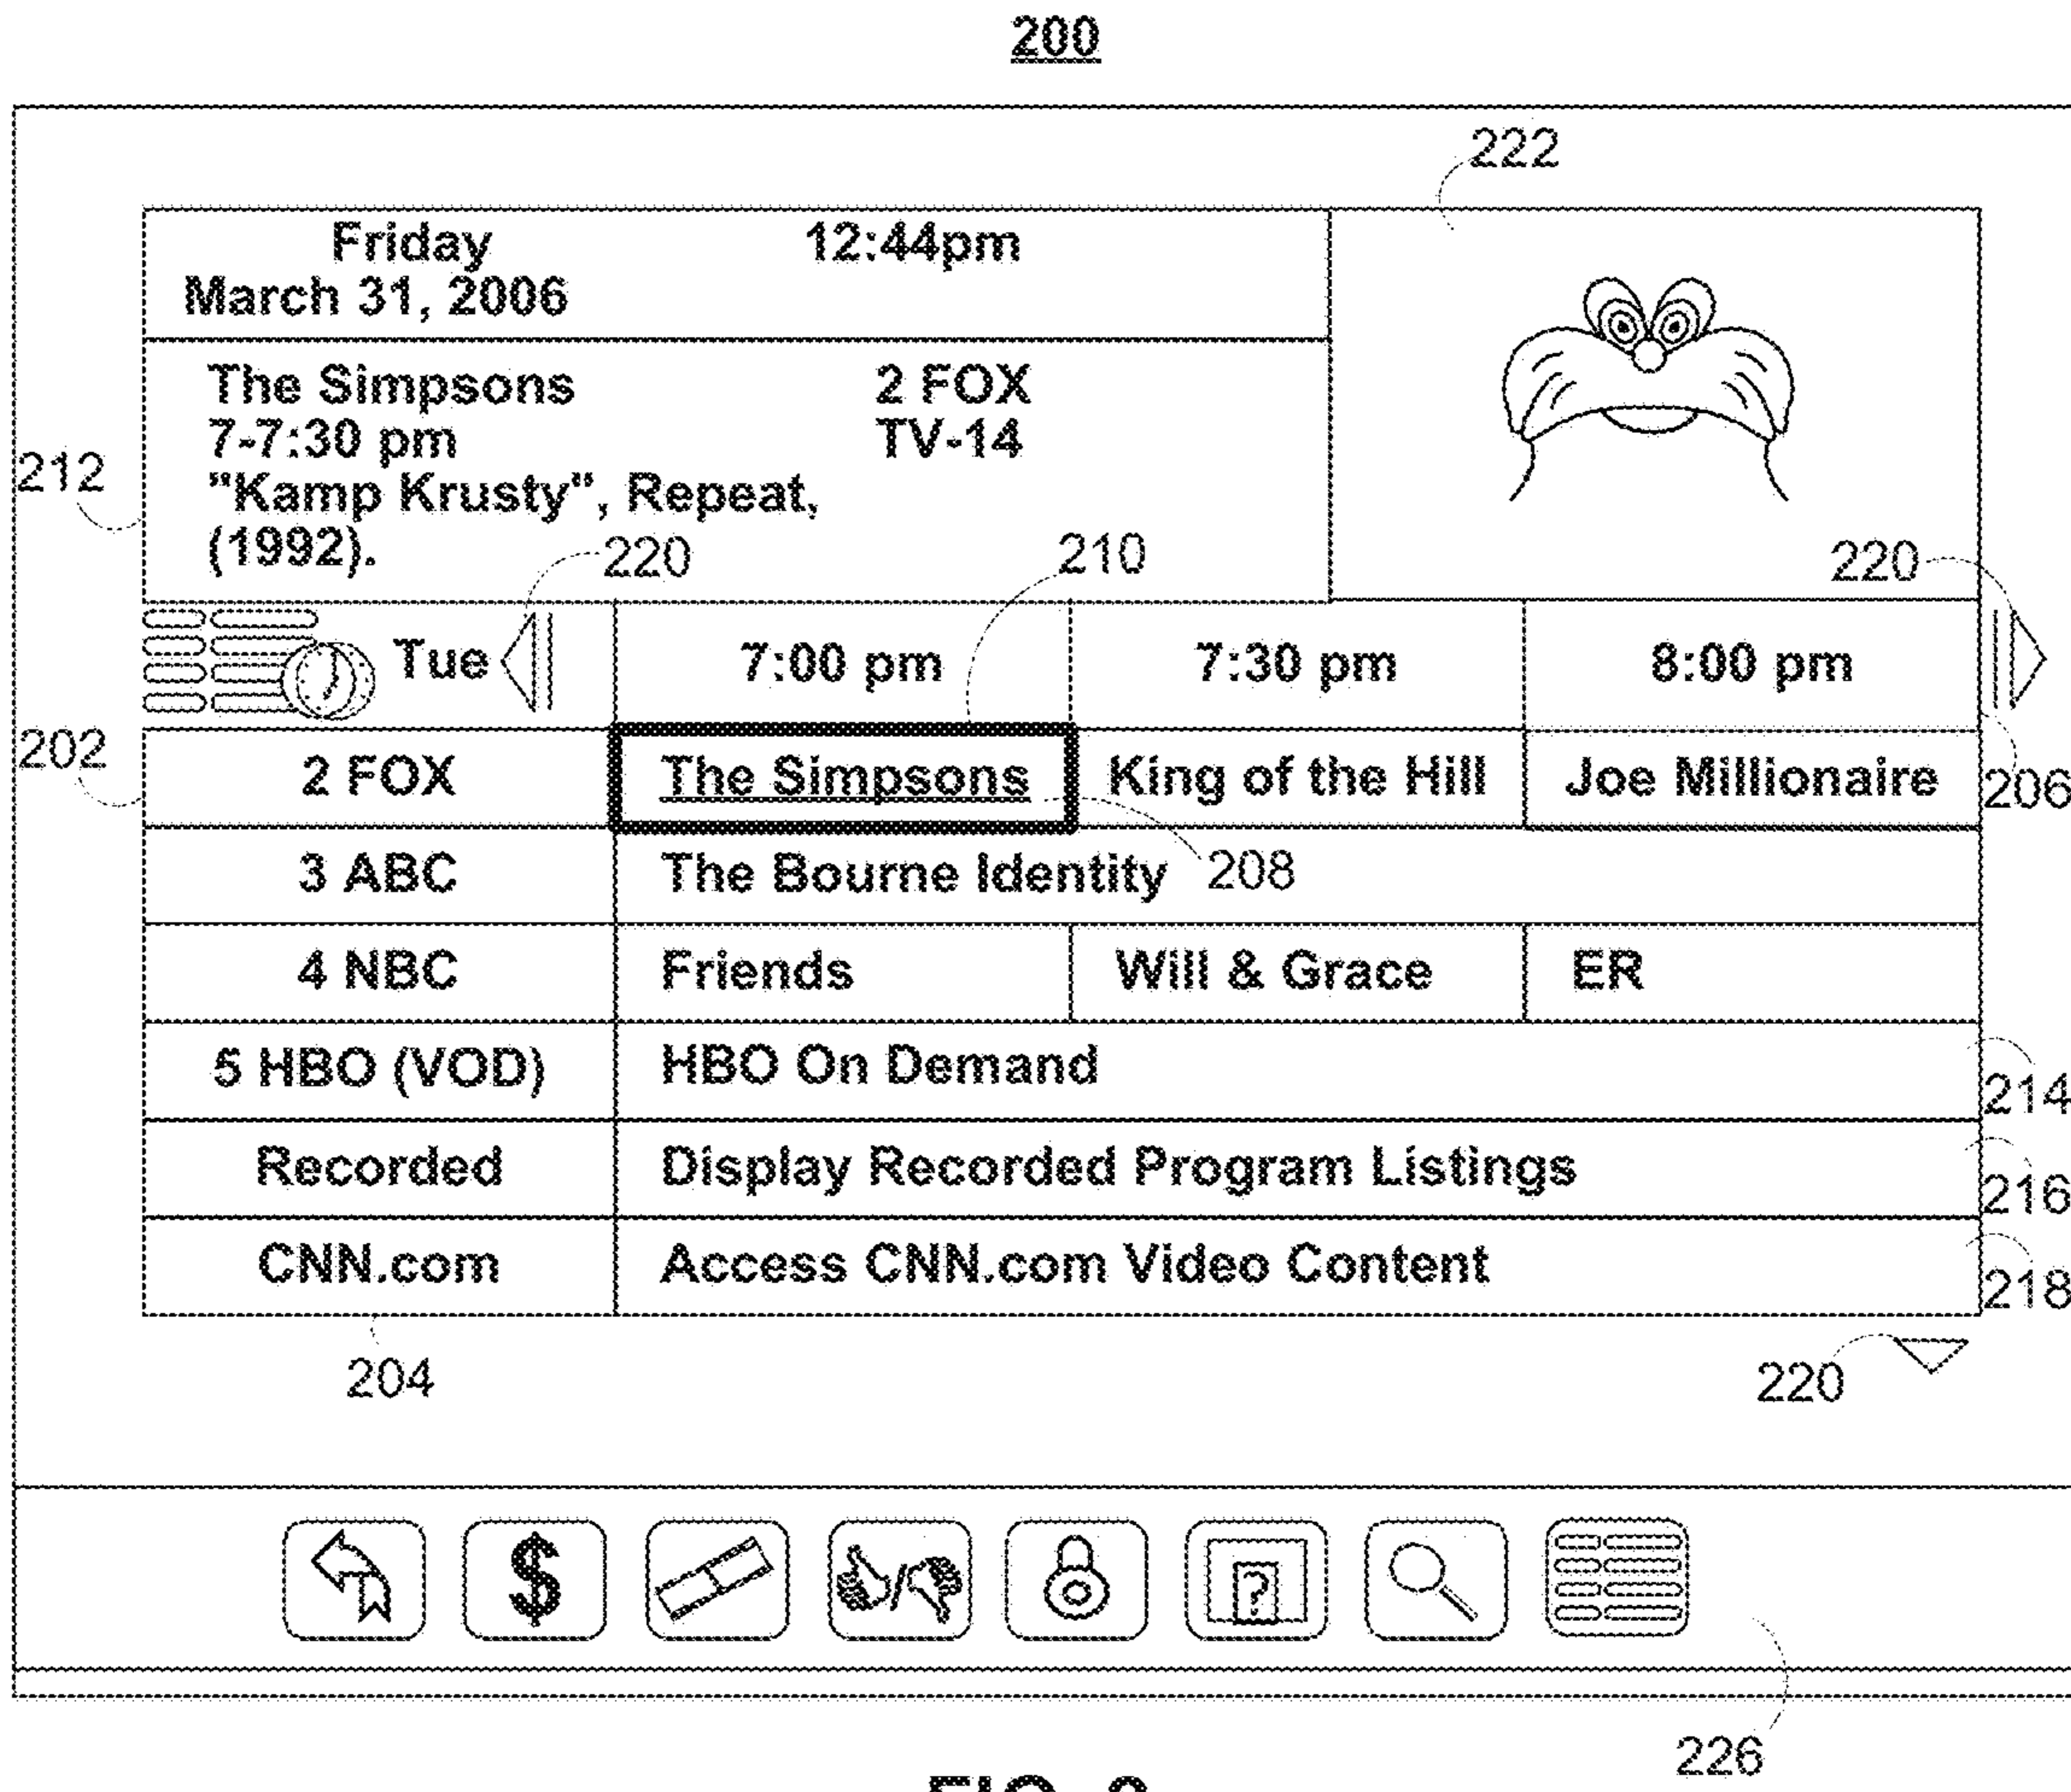 200
222
Friday 12:44pm
March 31, 2006
The Simpsons 2 FOX
7-7:30 pm TV-14
212
"Kamp Krusty", Repeat,
(1992).
220 210 220
Tue 7:00 pm 7:30 pm 8:00 pm
202
2 FOX The Simpsons King of the Hill Joe Millionaire
206
3 ABC The Bourne Identity 208
4 NBC Friends Will & Grace ER
5 HBO (VOD) HBO On Demand
214
Recorded Display Recorded Program Listings
216
CNN.com Access CNN.com Video Content
218
204 220
$ ?
226